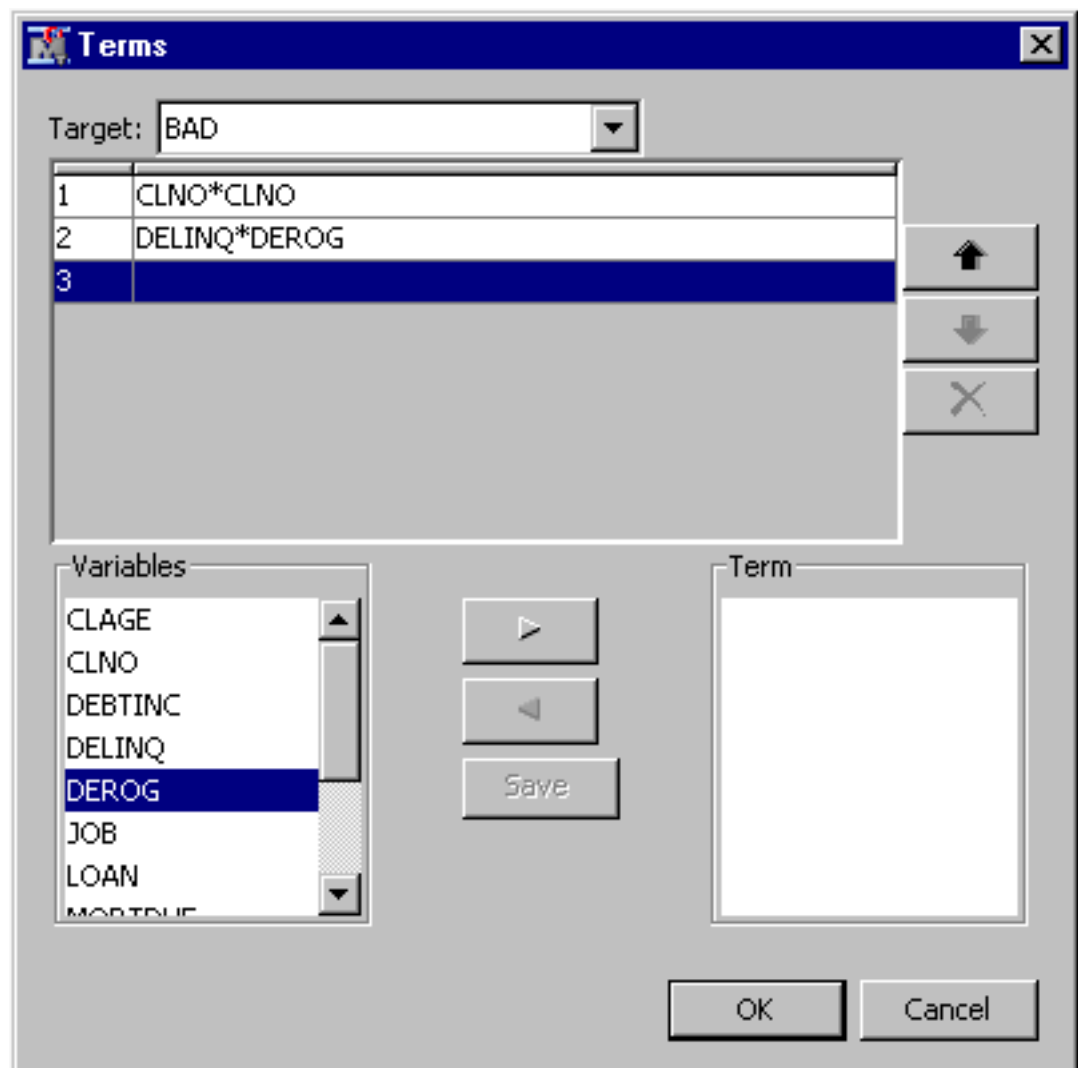 Terms
Target: BAD
1 CLNO*CLNO
2 DELINQ*DEROG
3
Variables
Term
CLAGE
CLNO
DEBTINC
DELINQ
DEROG
JOB
LOAN
Save
OK
Cancel